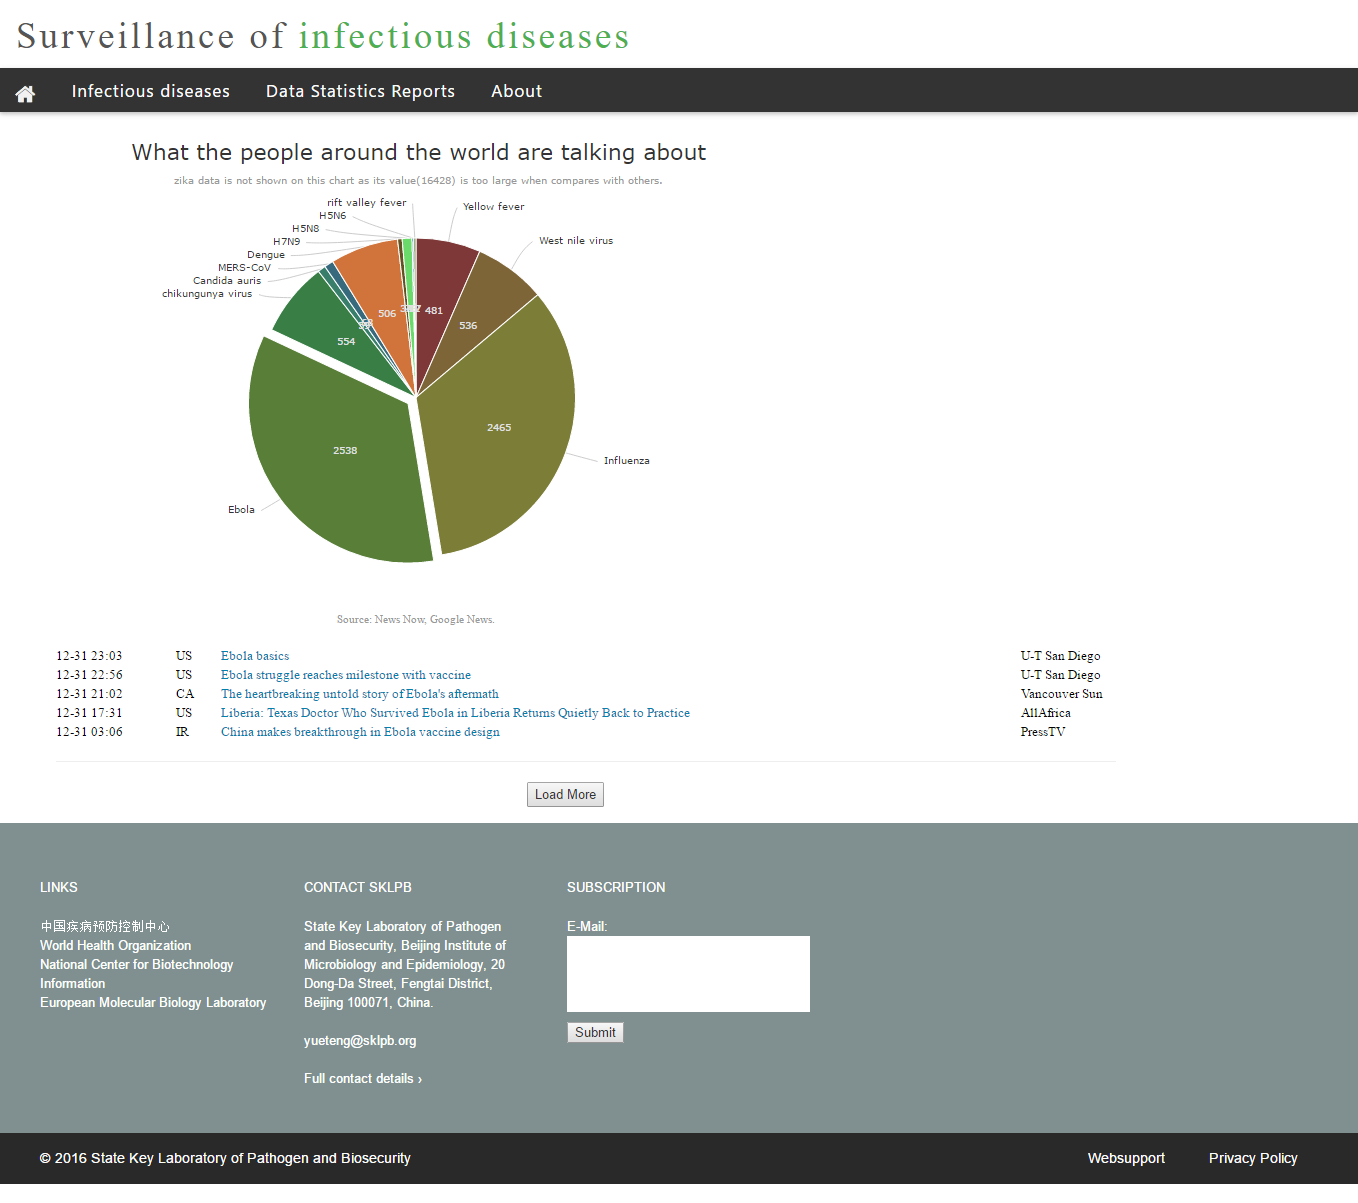 Surveillance of infectious diseases
Infectious diseases Data Statistics Reports About
What the people around the world are talking about
zika data is not shown on this chart as its value(16428) is too large when compares with others.
rift valley fever
H5N6
H5N8
H7N9
Dengue
MERS-CoV
Candida auris
chikungunya virus
Yellow fever
West nile virus
481
506
536
554
2465
2538
Influenza
Ebola
Source: News Now, Google News.
12-31 23:03 US Ebola basics U-T San Diego
12-31 22:56 US Ebola struggle reaches milestone with vaccine U-T San Diego
12-31 21:02 CA The heartbreaking untold story of Ebola's aftermath Vancouver Sun
12-31 17:31 US Liberia: Texas Doctor Who Survived Ebola in Liberia Returns Quietly Back to Practice AllAfrica
12-31 03:06 IR China makes breakthrough in Ebola vaccine design PressTV
Load More
LINKS
中国疾病预防控制中心
World Health Organization
National Center for Biotechnology
Information
European Molecular Biology Laboratory
CONTACT SKLPB
State Key Laboratory of Pathogen
and Biosecurity, Beijing Institute of
Microbiology and Epidemiology, 20
Dong-Da Street, Fengtai District,
Beijing 100071, China.
yueteng@sklpb.org
Full contact details ›
SUBSCRIPTION
E-Mail:
Submit
© 2016 State Key Laboratory of Pathogen and Biosecurity
Websupport Privacy Policy